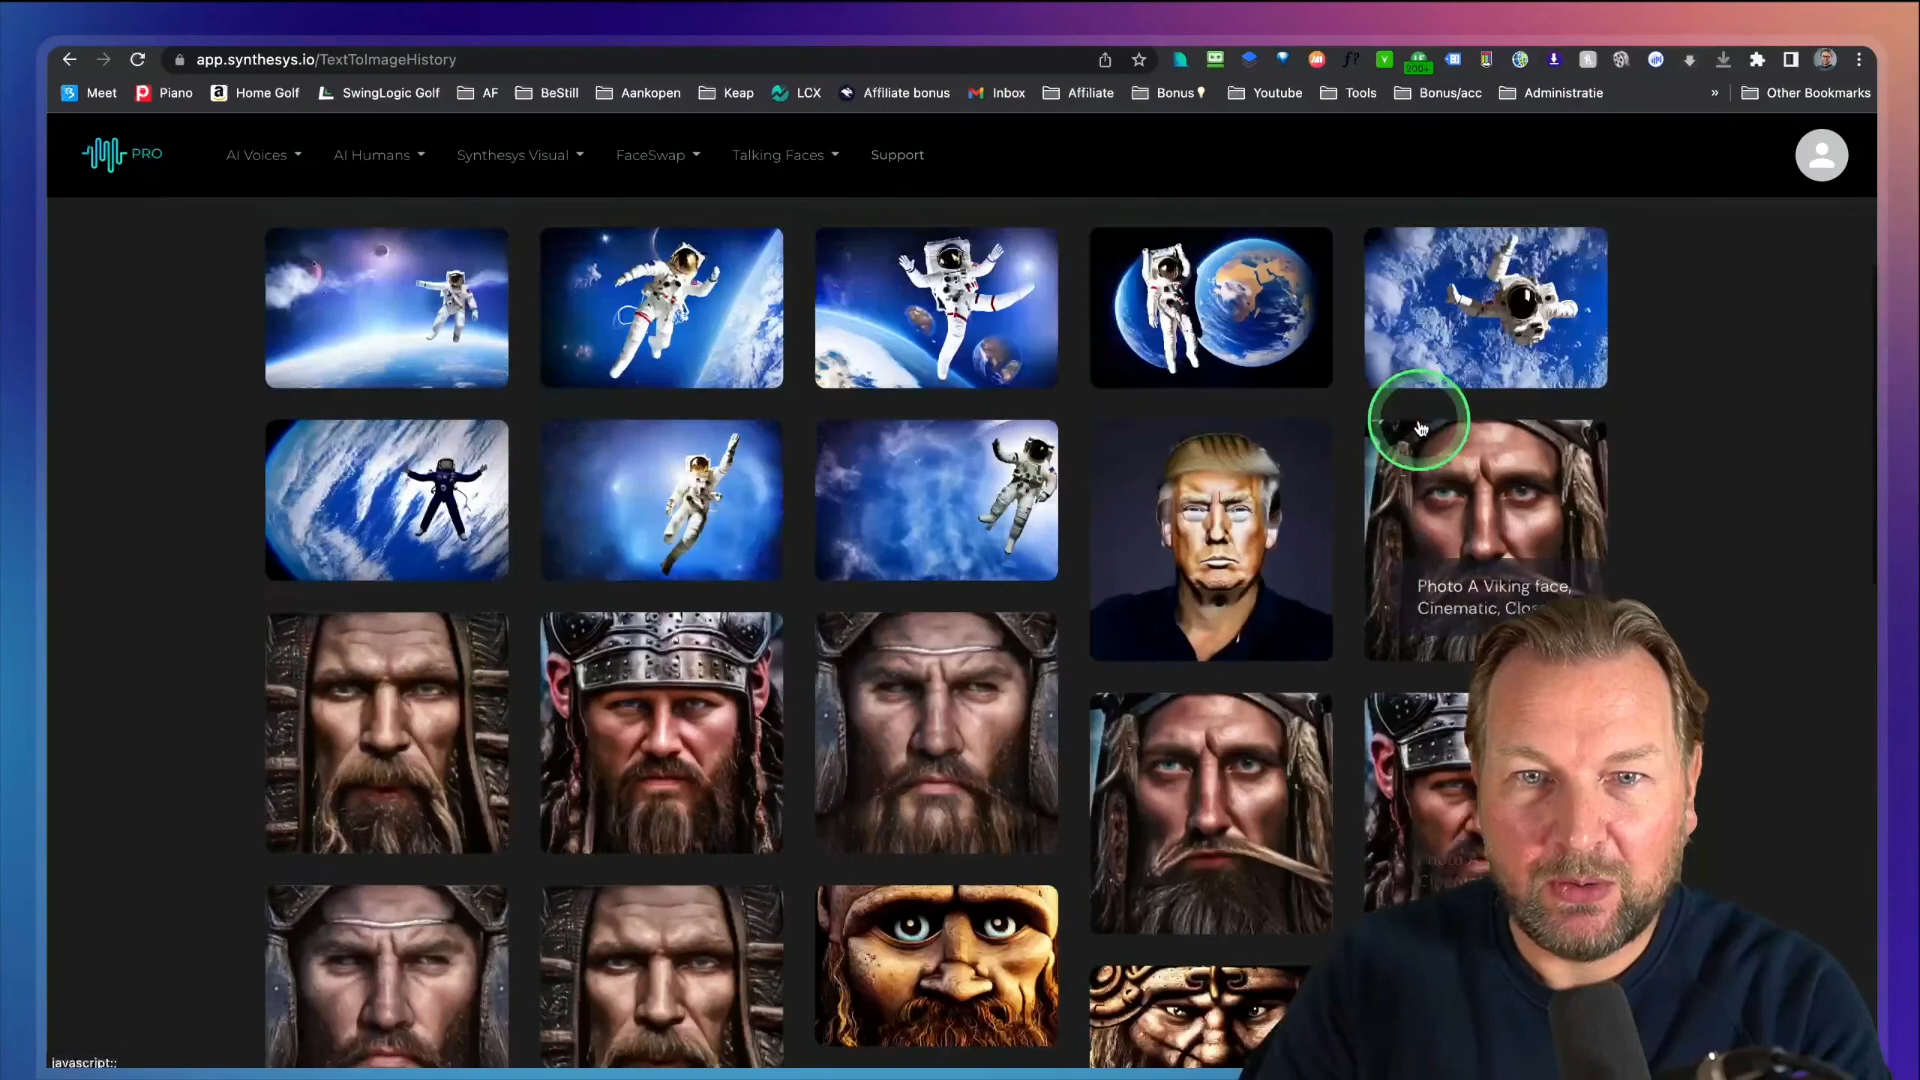 app.synthesys.io/TextToImageHistory
200+
Meet
Piano
Home Golf
SwingLogic Golf
AF
BeStill
Aankopen
Keap
LCX
Affiliate bonus
Inbox
Affiliate
Bonus
Youtube
Tools
Bonus/acc
Administratie
»
Other Bookmarks
PRO
AI Voices
AI Humans
Synthesys Visual
FaceSwap
Talking Faces
Support
Photo A Viking face,
Cinematic,
Photo A
javascript:;